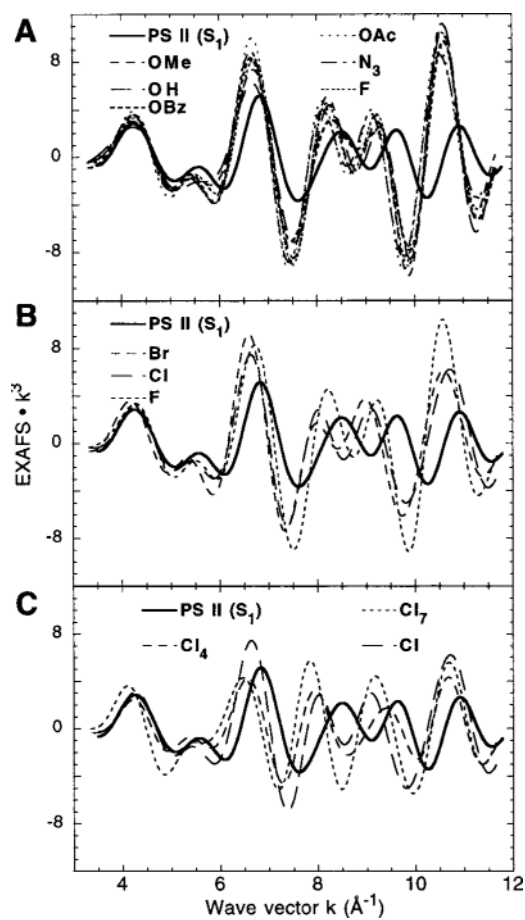 A
PS II (S1)
OAc
OMe
N3
OH
F
OBz
8
0
-8
B
PS II (S1)
Br
Cl
F
8
0
-8
EXAFS • k³
C
PS II (S1)
Cl7
Cl4
Cl
8
0
-8
4 6 8 10 12
Wave vector k (Å⁻¹)